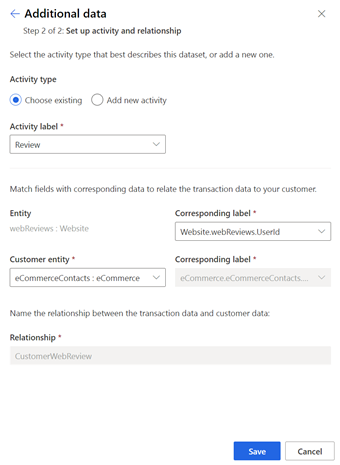 Additional data
Step 2 of 2: Set up activity and relationship
Select the activity type that best describes this dataset, or add a new one.
Activity type
Choose existing
Add new activity
Activity label *
Review
Match fields with corresponding data to relate the transaction data to your customer.
Entity
Corresponding label *
webReviews : Website
Website.webReviews.UserId
Customer entity *
Corresponding label *
eCommerceContacts : eCommerce
eCommerce.eCommerceContacts....
Name the relationship between the transaction data and customer data:
Relationship *
CustomerWebReview
Save
Cancel